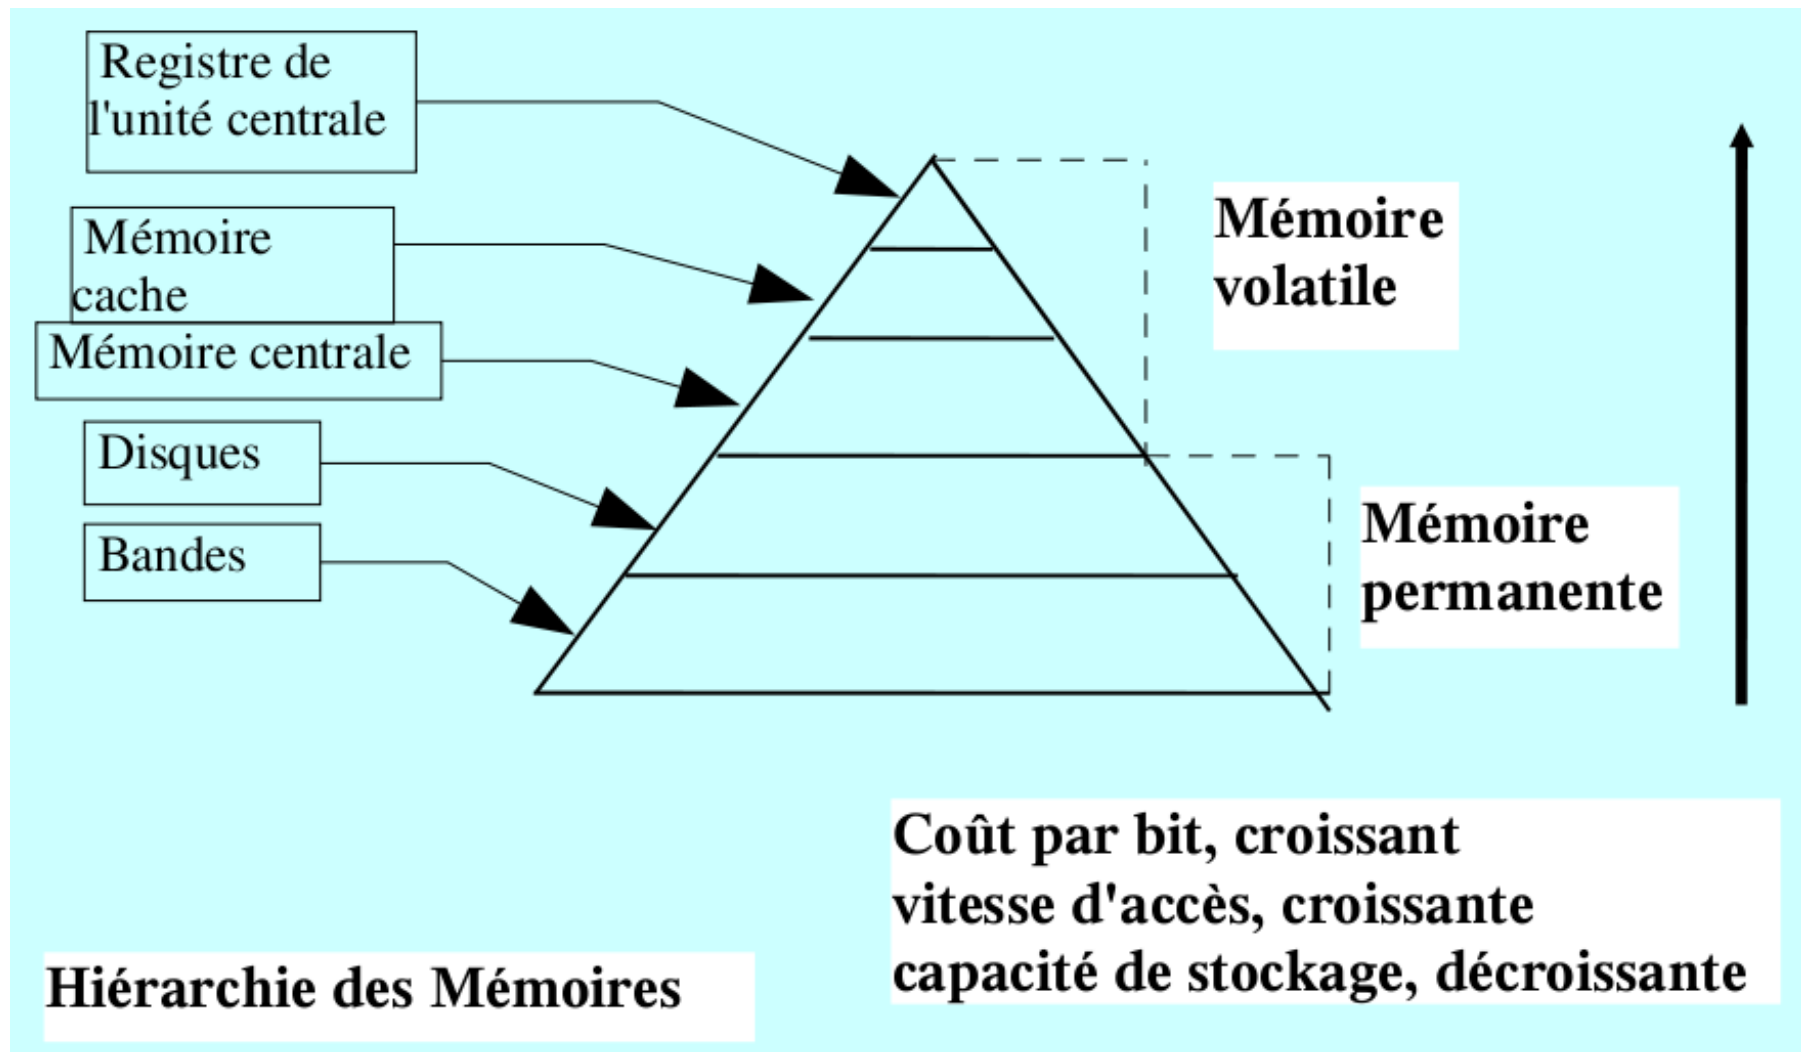 Registre de
l'unité centrale
Mémoire
cache
Mémoire centrale
Disques
Bandes
Mémoire
volatile
Mémoire
permanente
Coût par bit, croissant
vitesse d'accès, croissante
capacité de stockage, décroissante
Hiérarchie des Mémoires